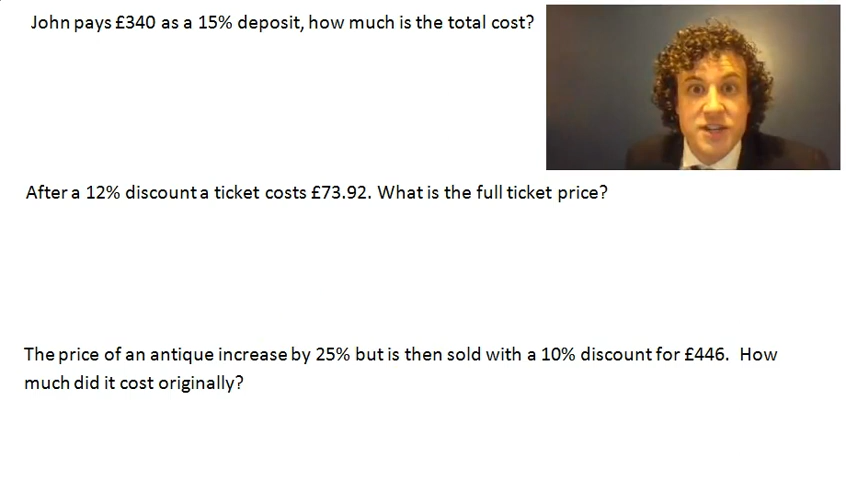 John pays £340 as a 15% deposit, how much is the total cost?
After a 12% discount a ticket costs £73.92. What is the full ticket price?
The price of an antique increase by 25% but is then sold with a 10% discount for £446. How
much did it cost originally?